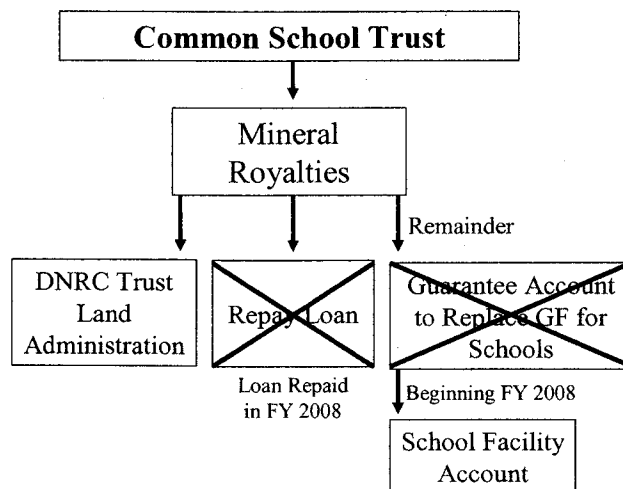 Common School Trust
Mineral
Royalties
Remainder
DNRC Trust
Land
Administration
Repay Loan
Guarantee Account
to Replace GF for
Schools
Loan Repaid
in FY 2008
Beginning FY 2008
School Facility
Account